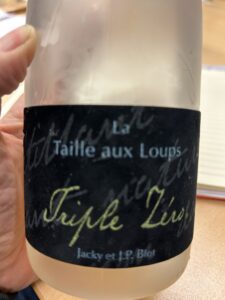 La
Taille aux Loups
Triple Zéro
Jacky et J.P. Blot